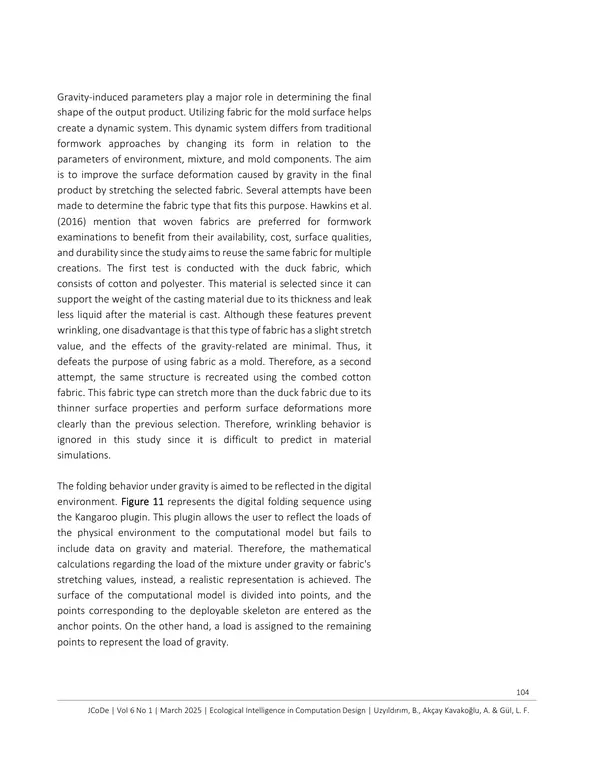 Gravity-induced parameters play a major role in determining the final
shape of the output product. Utilizing fabric for the mold surface helps
create a dynamic system. This dynamic system differs from traditional
formwork approaches by changing its form in relation to the
parameters of environment, mixture, and mold components. The aim
is to improve the surface deformation caused by gravity in the final
product by stretching the selected fabric. Several attempts have been
made to determine the fabric type that fits this purpose. Hawkins et al.
(2016) mention that woven fabrics are preferred for formwork
examinations to benefit from their availability, cost, surface qualities,
and durability since the study aims to reuse the same fabric for multiple
creations. The first test is conducted with the duck fabric, which
consists of cotton and polyester. This material is selected since it can
support the weight of the casting material due to its thickness and leak
less liquid after the material is cast. Although these features prevent
wrinkling, one disadvantage is that this type of fabric has a slight stretch
value, and the effects of the gravity-related are minimal. Thus, it
defeats the purpose of using fabric as a mold. Therefore, as a second
attempt, the same structure is recreated using the combed cotton
fabric. This fabric type can stretch more than the duck fabric due to its
thinner surface properties and perform surface deformations more
clearly than the previous selection. Therefore, wrinkling behavior is
ignored in this study since it is difficult to predict in material
simulations.
The folding behavior under gravity is aimed to be reflected in the digital
environment. Figure 11 represents the digital folding sequence using
the Kangaroo plugin. This plugin allows the user to reflect the loads of
the physical environment to the computational model but fails to
include data on gravity and material. Therefore, the mathematical
calculations regarding the load of the mixture under gravity or fabric's
stretching values, instead, a realistic representation is achieved. The
surface of the computational model is divided into points, and the
points corresponding to the deployable skeleton are entered as the
anchor points. On the other hand, a load is assigned to the remaining
points to represent the load of gravity.
104
JCoDe | Vol 6 No 1 | March 2025 | Ecological Intelligence in Computation Design | Uzyıldırım, B., Akçay Kavakoğlu, A. & Gül, L. F.